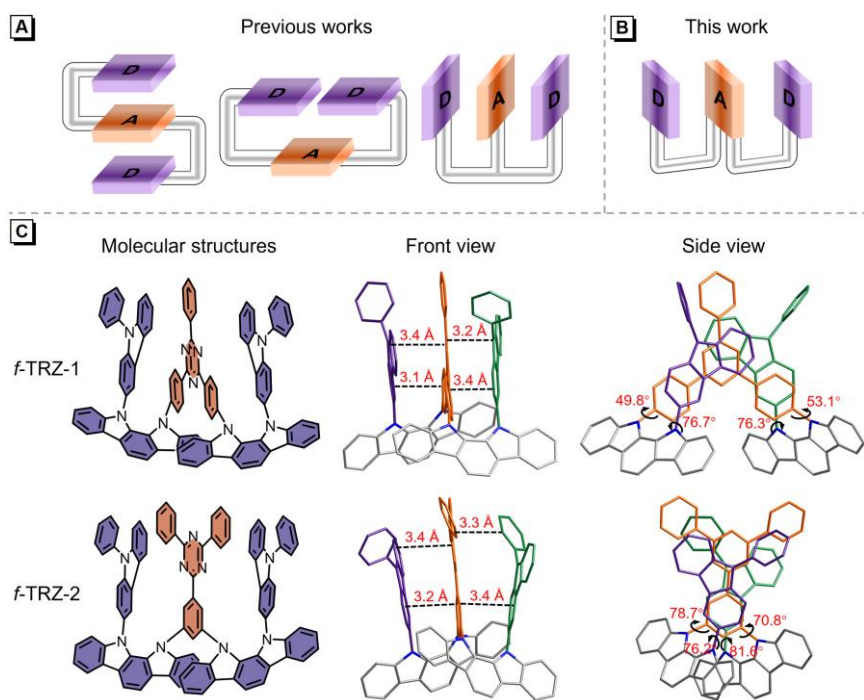 A Previous works
B This work
D
A
D
D D
A
D A D
D A D
C
Molecular structures Front view Side view
f-TRZ-1
N N
N N
N
N N
N N
3.4 Å 3.2 Å
3.1 Å 3.4 Å
49.8° 53.1°
76.7° 76.3°
f-TRZ-2
N N
N N
N
N N
N N
3.3 Å
3.4 Å
3.2 Å 3.4 Å
78.7° 70.8°
76.2° 81.6°